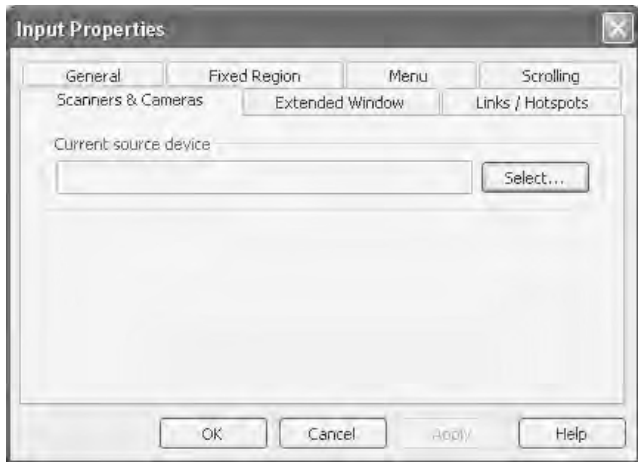 Input Properties
General Fixed Region Menu Scrolling
Scanners & Cameras Extended Window Links / Hotspots
Current source device
Select...
OK Cancel Apply Help